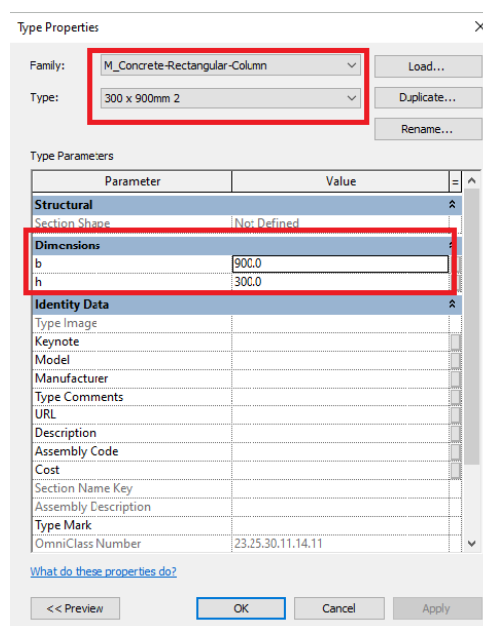 Type Properties
Family: M_Concrete-Rectangular-Column Load...
Type: 300 x 900mm 2 Duplicate...
Rename...
Type Parameters
Parameter Value =
Structural
Section Shape Not Defined
Dimensions
b 900.0
h 300.0
Identity Data
Type Image
Keynote
Model
Manufacturer
Type Comments
URL
Description
Assembly Code
Cost
Section Name Key
Assembly Description
Type Mark
OmniClass Number 23.25.30.11.14.11
What do these properties do?
<< Preview OK Cancel Apply